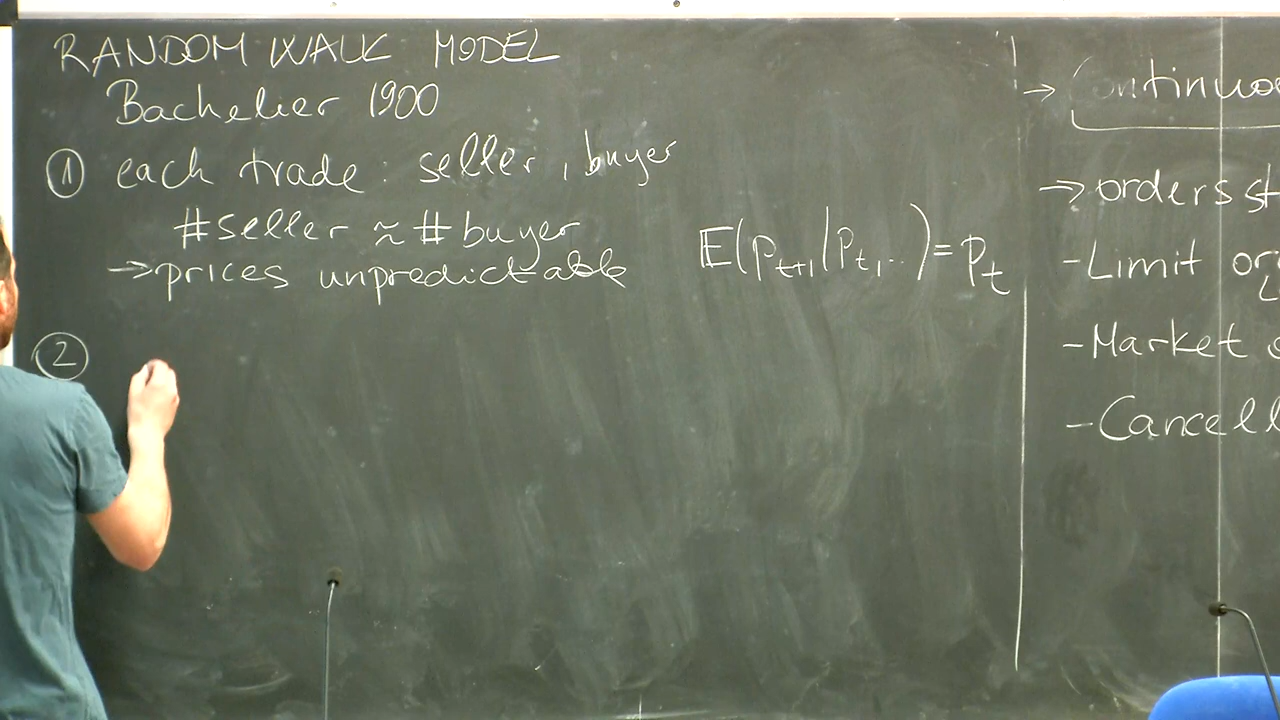 RANDOM WALK MODEL
Bachelier 1900
① each trade: seller, buyer
#seller ≈ #buyer
→ prices unpredictable
E(p_{t+1}|p_t,..) = p_t
②
→
→ orders
- Limit
- Market
-